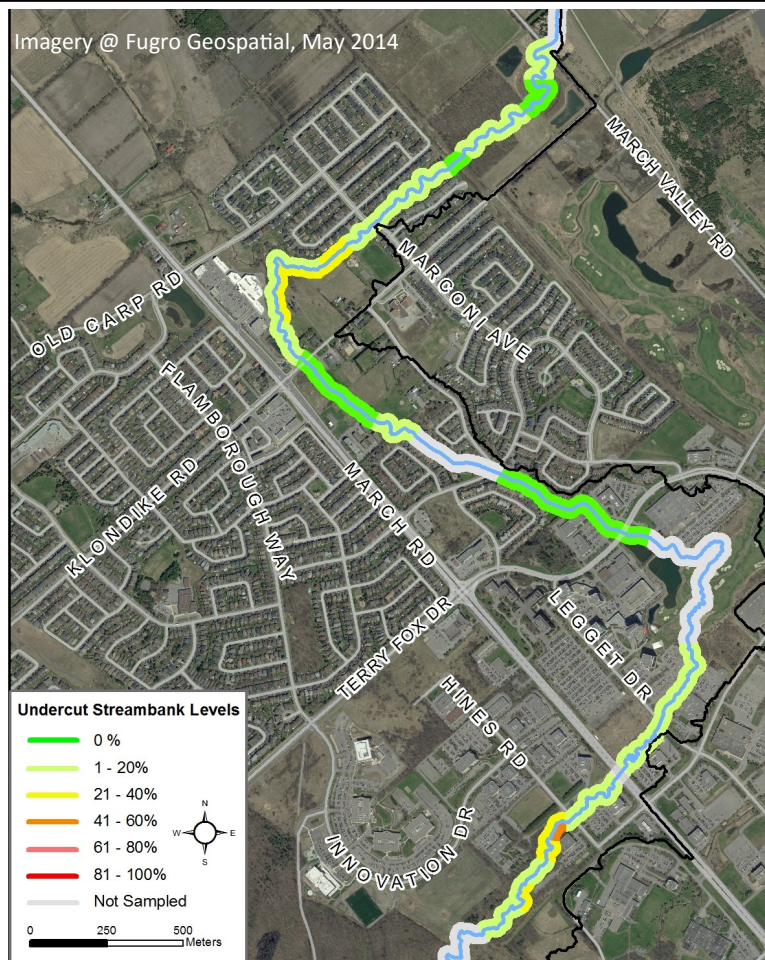 Imagery @ Fugro Geospatial, May 2014
MARCH VALLEY RD
MARCONI AVE
OLD CARP RD
FLAMBOROUGH WAY
KLONDIKE RD
MARCH RD
TERRY FOX DR
LEGGET DR
HINES RD
INNOVATION DR
Undercut Streambank Levels
0 %
1 - 20%
21 - 40%
41 - 60%
61 - 80%
81 - 100%
Not Sampled
N
W E
S
0 250 500
Meters